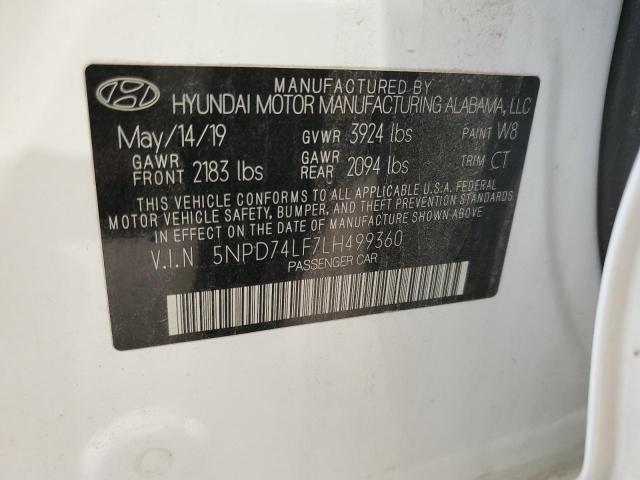 MANUFACTURED BY
HYUNDAI MOTOR MANUFACTURING ALABAMA, LLC
May/14/19 GVWR 3924 lbs PAINT W8
GAWR FRONT 2183 lbs GAWR REAR 2094 lbs TRIM CT
THIS VEHICLE CONFORMS TO ALL APPLICABLE U.S.A. FEDERAL
MOTOR VEHICLE SAFETY, BUMPER, AND THEFT PREVENTION
STANDARDS IN EFFECT ON THE DATE OF MANUFACTURE SHOWN ABOVE.
V.I.N 5NPD74LF7LH499360
PASSENGER CAR